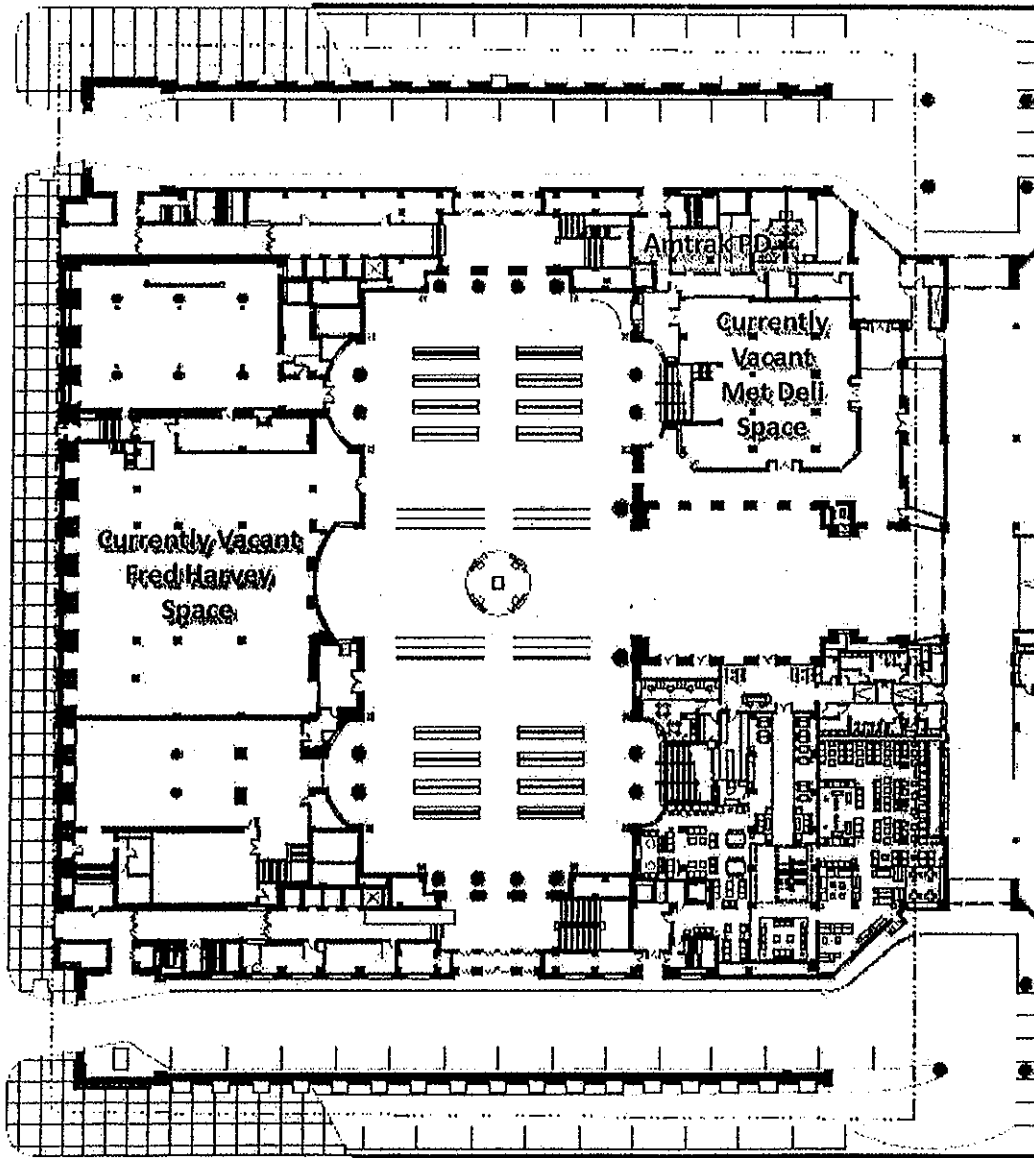 Amtrak PD
Currently
Vacant
Met Deli
Space
Currently Vacant
Fred Harvey
Space